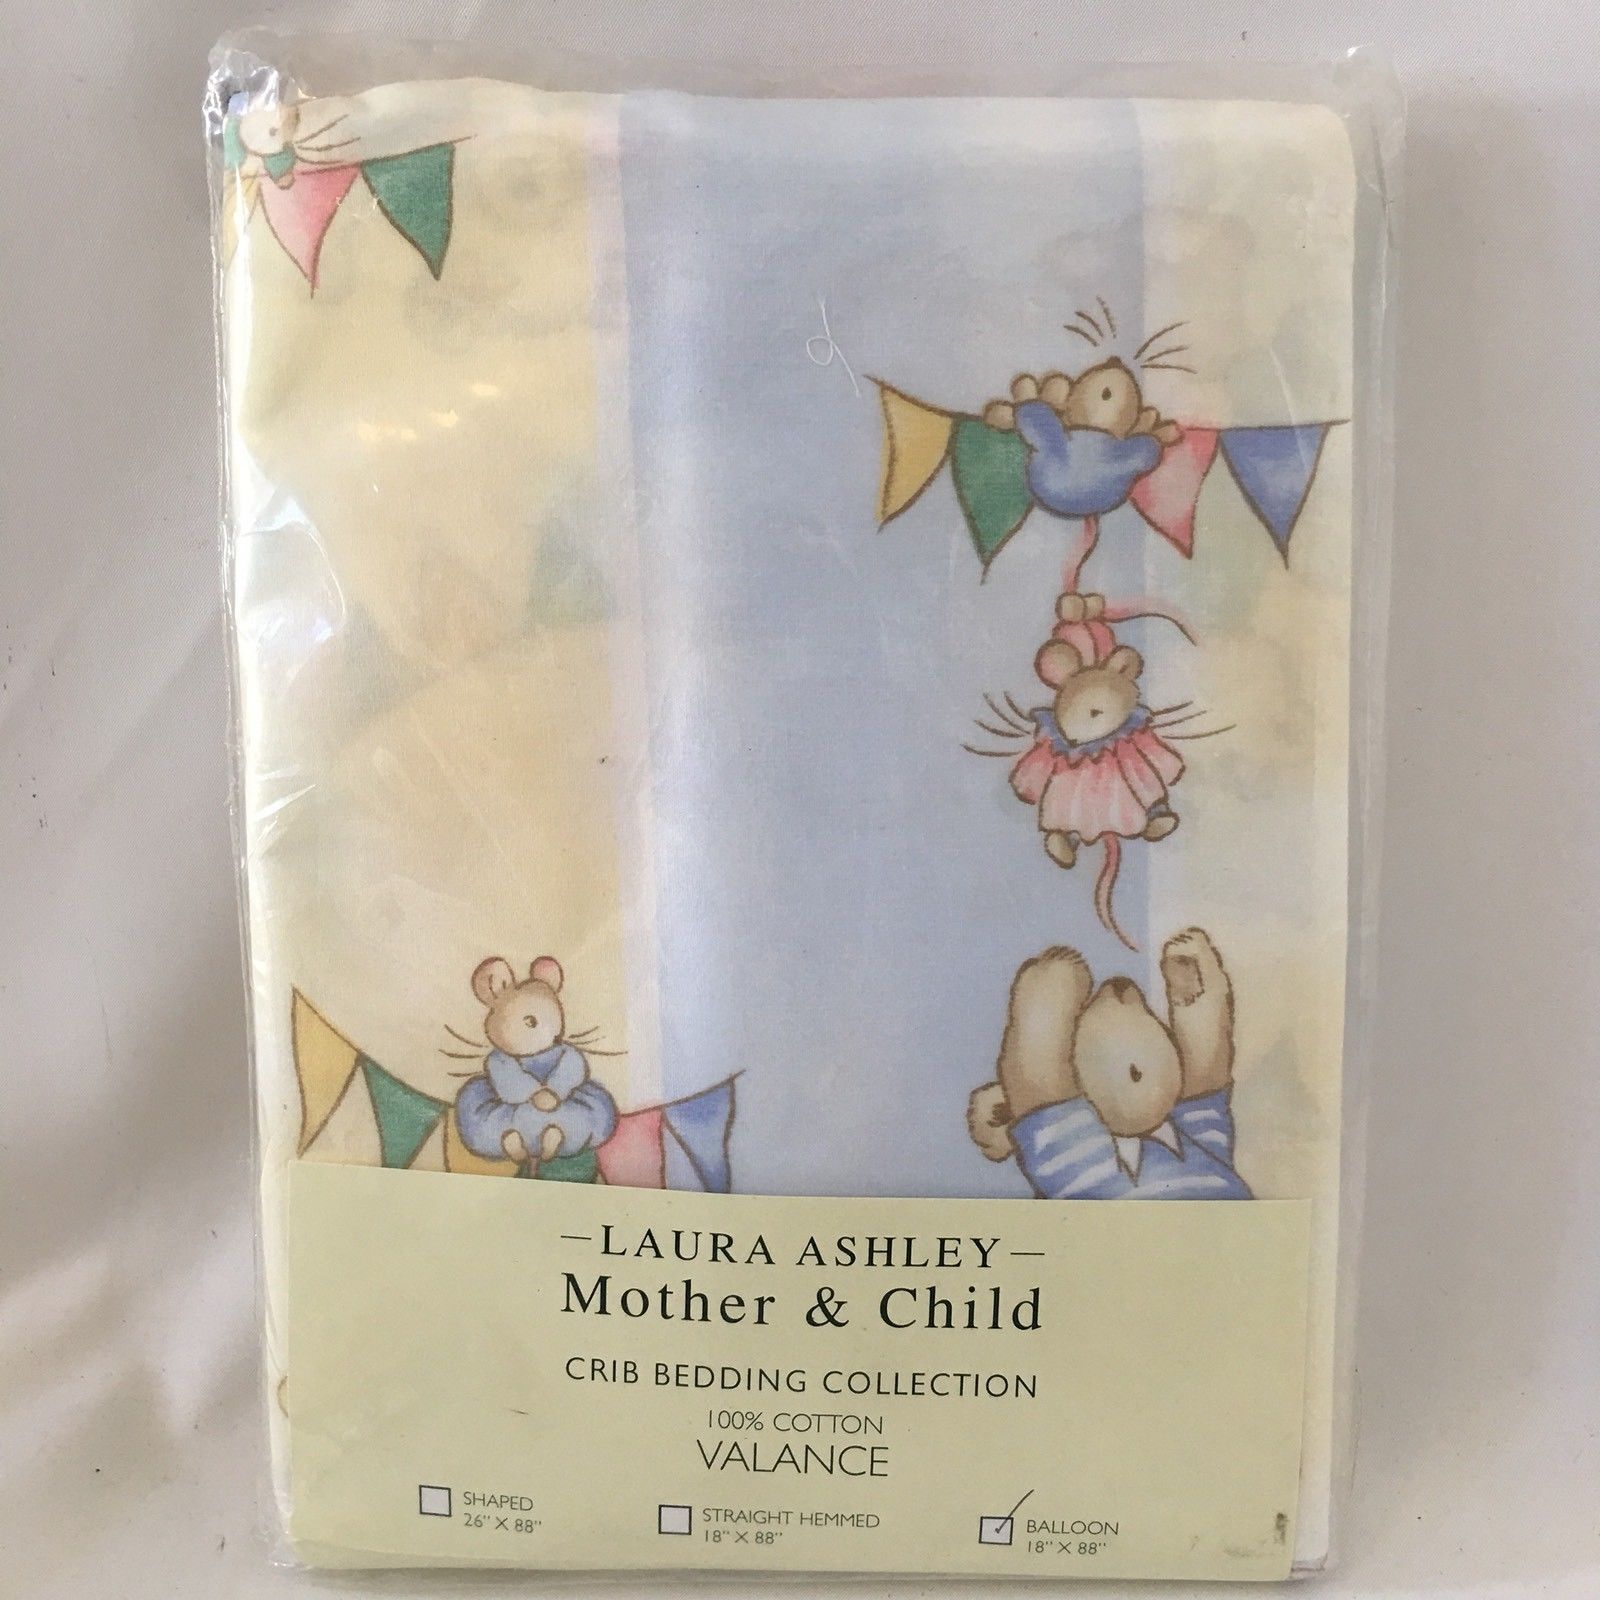 —LAURA ASHLEY—
Mother & Child
CRIB BEDDING COLLECTION
100% COTTON
VALANCE
SHAPED
26" X 88"
STRAIGHT HEMMED
18" X 88"
BALLOON
18" X 88"